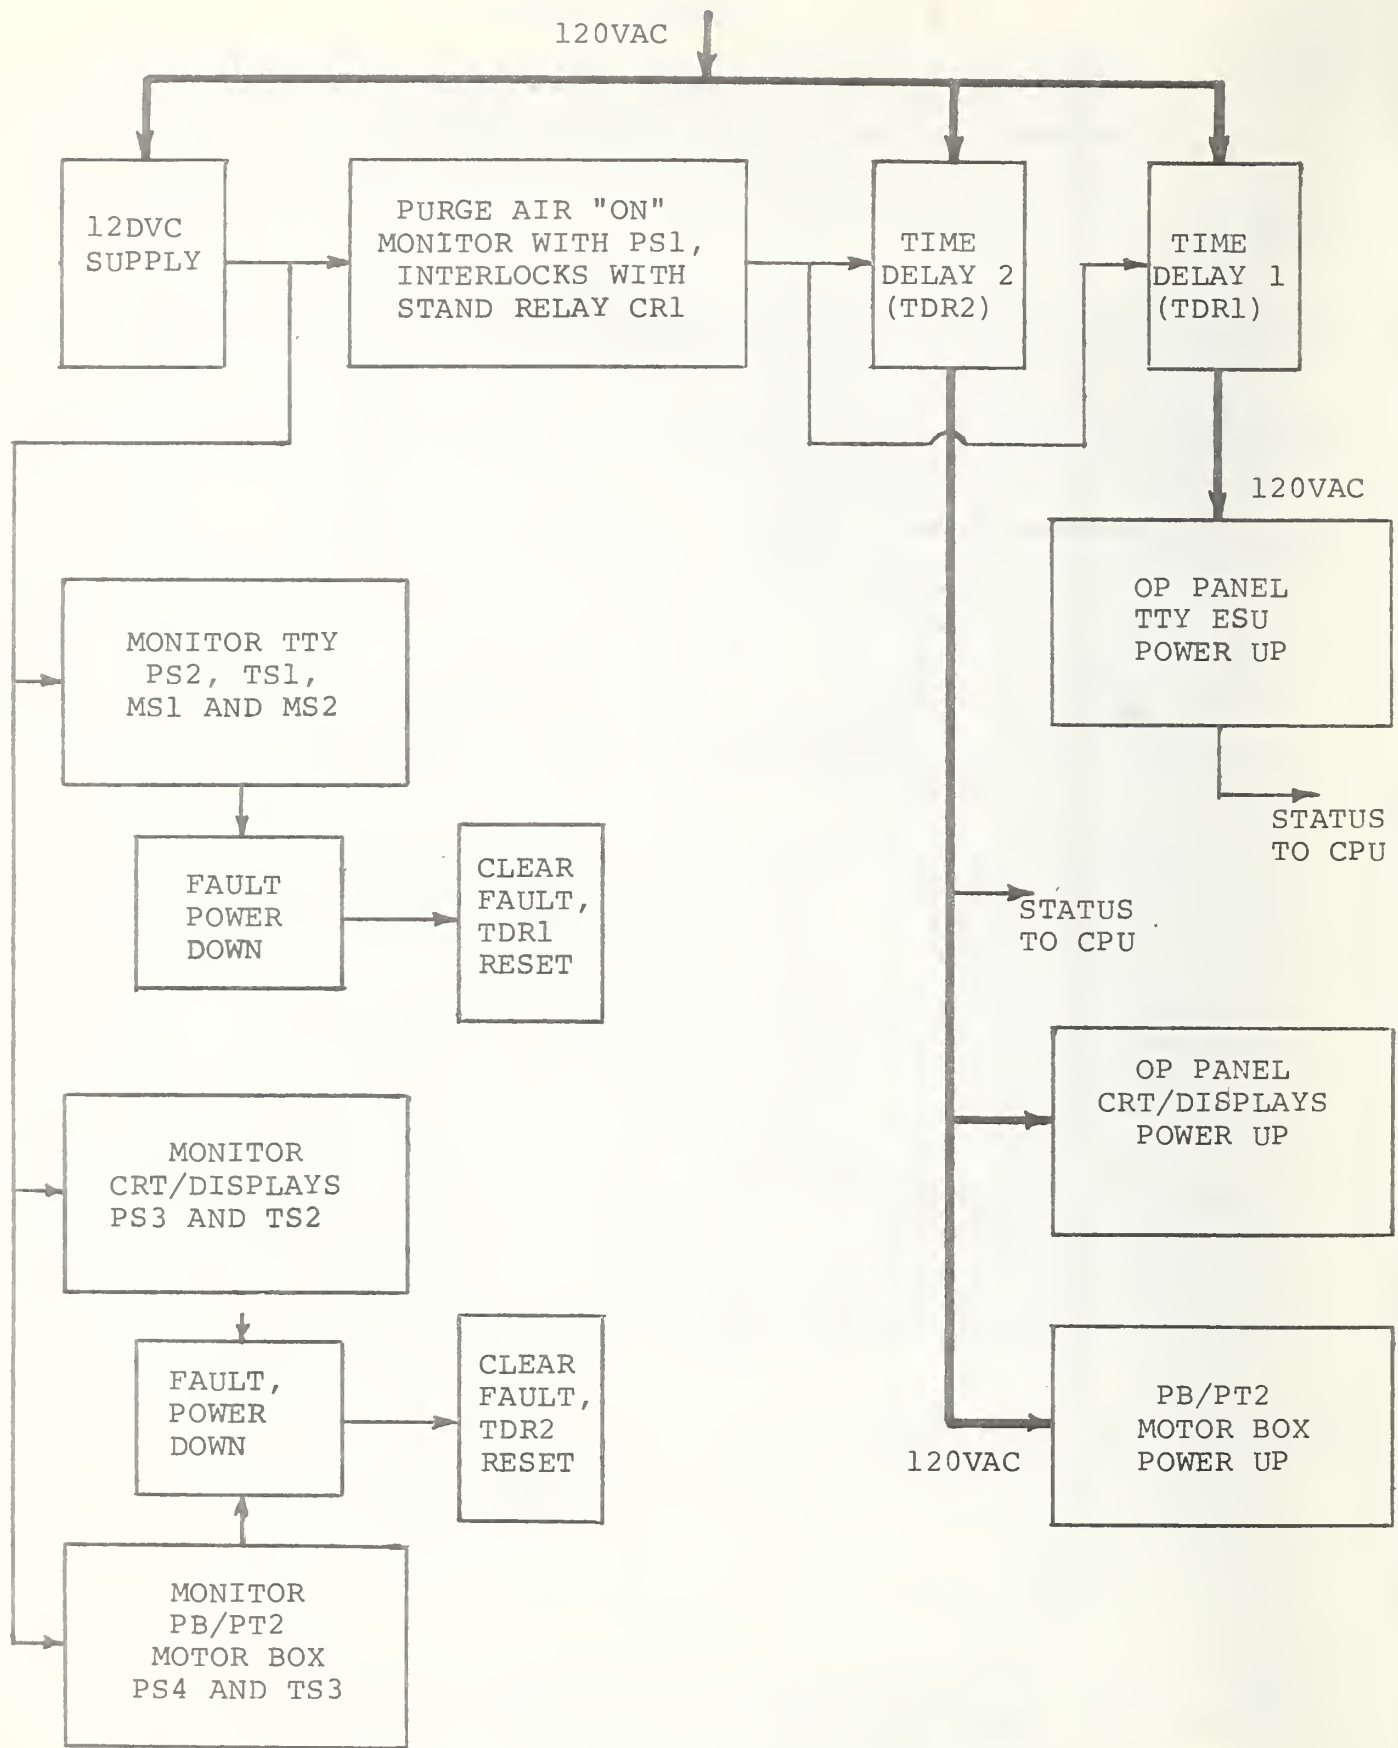 120VAC
12DVC
SUPPLY
PURGE AIR "ON"
MONITOR WITH PS1,
INTERLOCKS WITH
STAND RELAY CR1
TIME
DELAY 2
(TDR2)
TIME
DELAY 1
(TDR1)
120VAC
OP PANEL
TTY ESU
POWER UP
STATUS
TO CPU
MONITOR TTY
PS2, TS1,
MS1 AND MS2
FAULT
POWER
DOWN
CLEAR
FAULT,
TDR1
RESET
STATUS
TO CPU
OP PANEL
CRT/DISPLAYS
POWER UP
MONITOR
CRT/DISPLAYS
PS3 AND TS2
FAULT,
POWER
DOWN
CLEAR
FAULT,
TDR2
RESET
120VAC
PB/PT2
MOTOR BOX
POWER UP
MONITOR
PB/PT2
MOTOR BOX
PS4 AND TS3